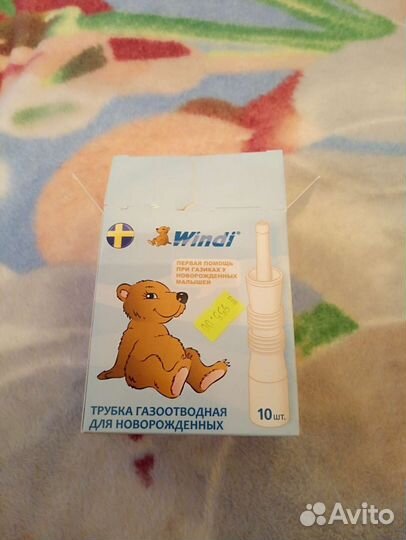 Windi®
ПЕРВАЯ ПОМОЩЬ
ПРИ ГАЗИКАХ У
НОВОРОЖДЕННЫХ
МАЛЫШЕЙ
10 шт.
ТРУБКА ГАЗООТВОДНАЯ
ДЛЯ НОВОРОЖДЕННЫХ
Avito